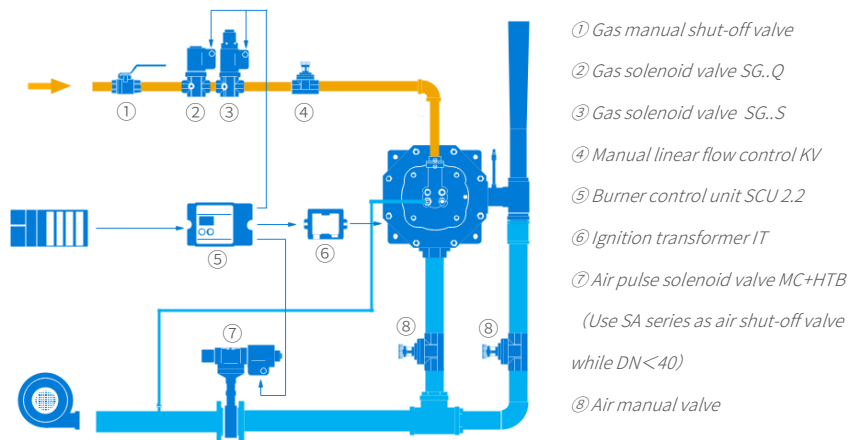 ① Gas manual shut-off valve
② Gas solenoid valve SG..Q
③ Gas solenoid valve SG..S
④ Manual linear flow control KV
⑤ Burner control unit SCU 2.2
⑥ Ignition transformer IT
⑦ Air pulse solenoid valve MC+HTB
（Use SA series as air shut-off valve
while DN＜40）
⑧ Air manual valve
①
②
③
④
⑤
⑥
⑦
⑧
⑧